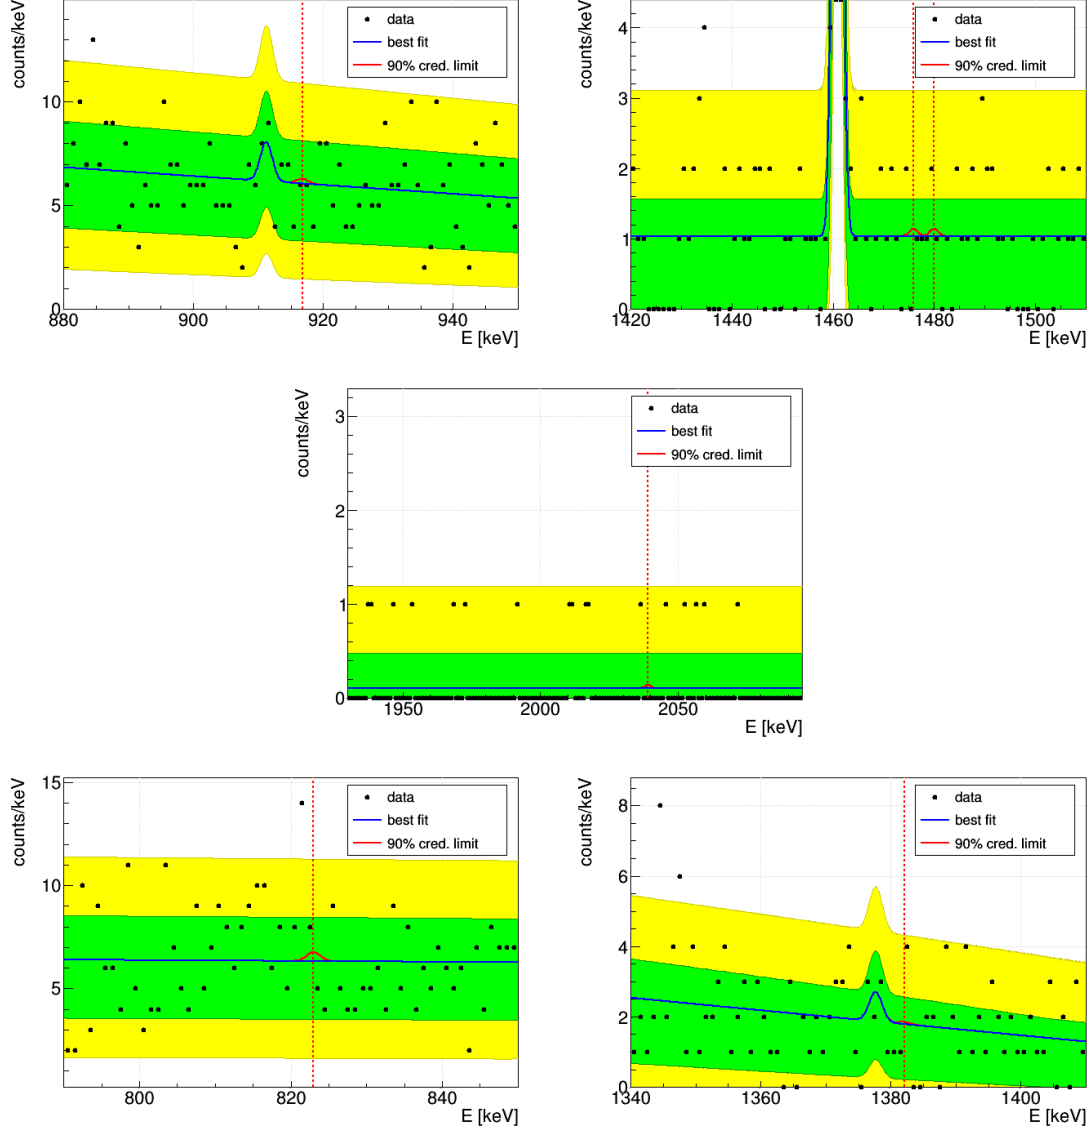 counts/keV
data
best fit
90% cred. limit
10
5
0
880
900
920
940
E [keV]
counts/keV
data
best fit
90% cred. limit
4
3
2
1
0
1420
1440
1460
1480
1500
E [keV]
counts/keV
data
best fit
90% cred. limit
3
2
1
0
1950
2000
2050
E [keV]
counts/keV
data
best fit
90% cred. limit
15
10
5
800
820
840
E [keV]
counts/keV
data
best fit
90% cred. limit
8
6
4
2
0
1340
1360
1380
1400
E [keV]